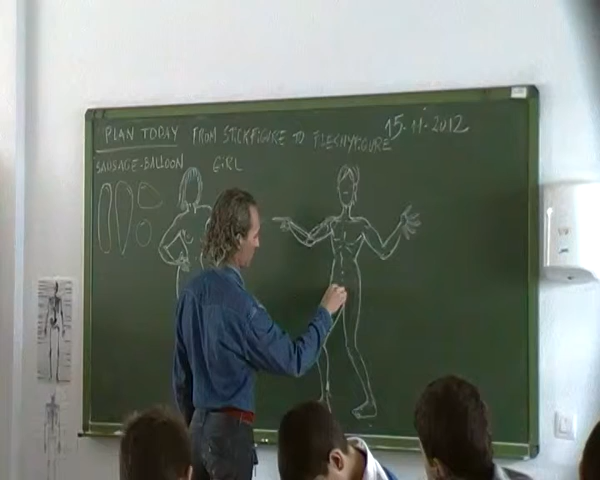 PLAN TODAY FROM STICKFIGURE TO FLESHYFIGURE 15-11-2012
SAUSAGE-BALLOON GIRL